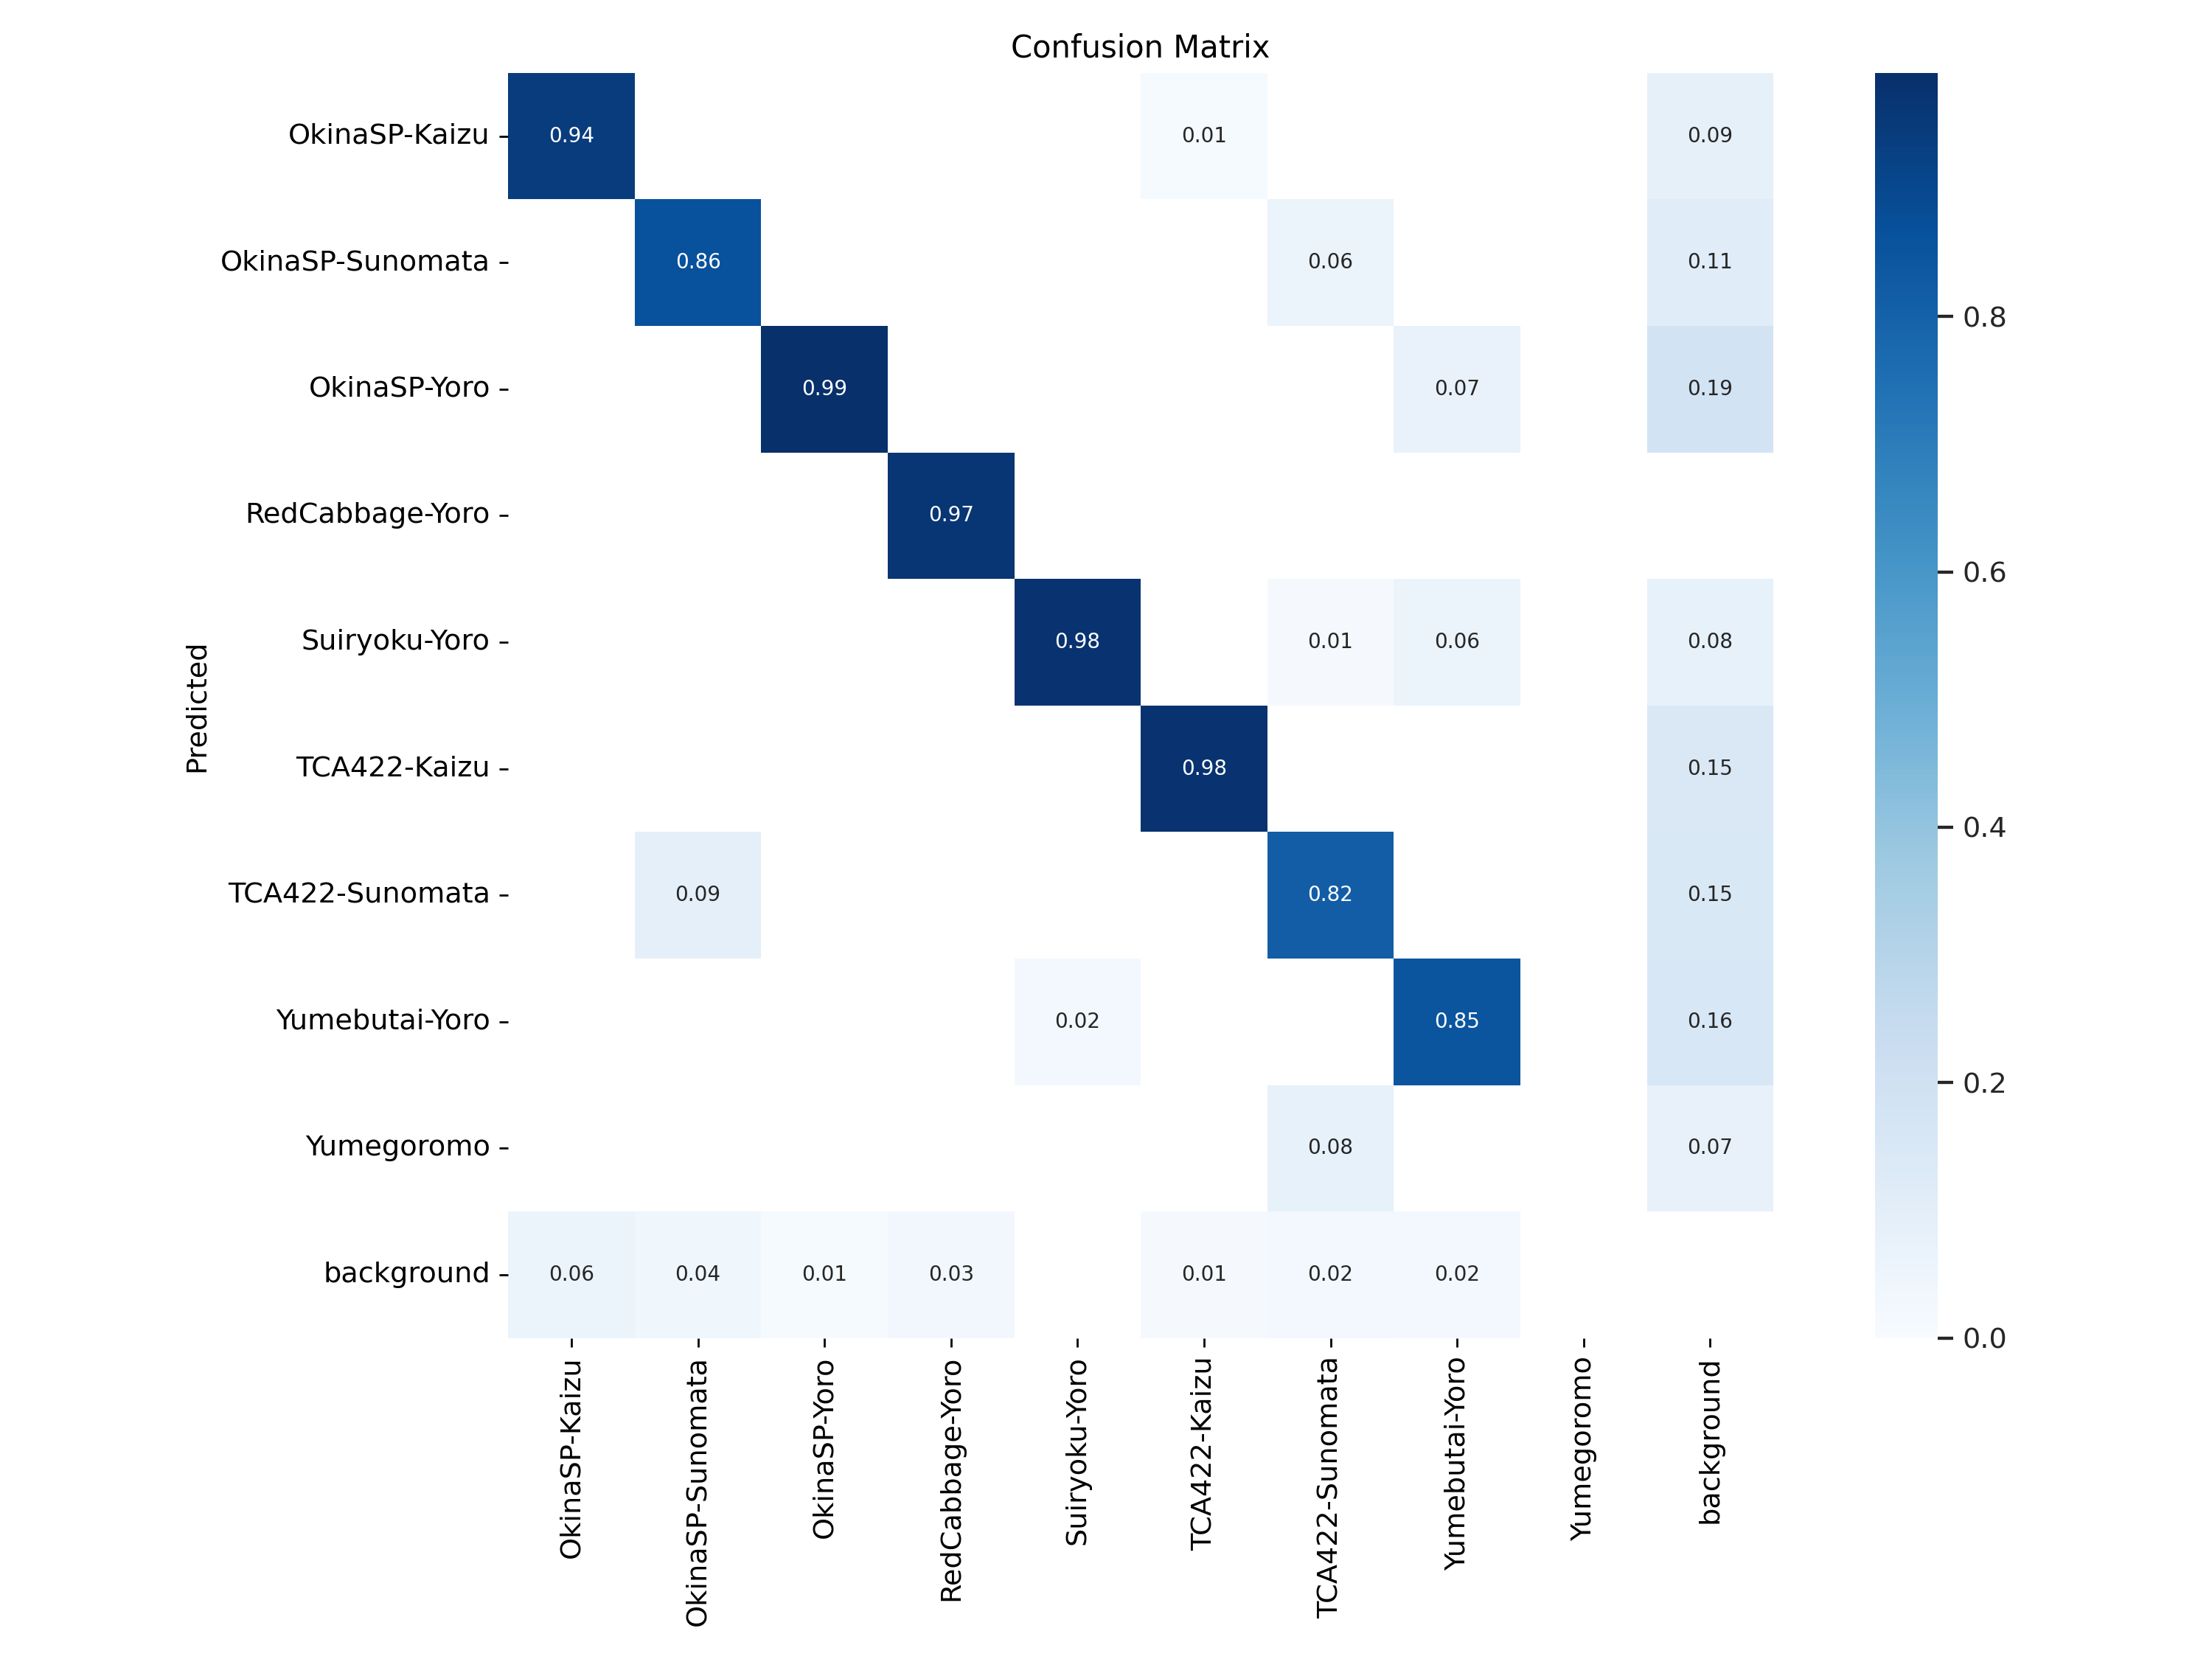 Confusion Matrix
OkinaSP-Kaizu 0.94 0.01 0.09
OkinaSP-Sunomata 0.86 0.06 0.11
0.8
OkinaSP-Yoro 0.99 0.07 0.19
RedCabbage-Yoro 0.97
0.6
Suiryoku-Yoro 0.98 0.01 0.06 0.08
Predicted
TCA422-Kaizu 0.98 0.15
0.4
TCA422-Sunomata 0.09 0.82 0.15
Yumebutai-Yoro 0.02 0.85 0.16
0.2
Yumegoromo 0.08 0.07
background 0.06 0.04 0.01 0.03 0.01 0.02 0.02
0.0
OkinaSP-Kaizu
OkinaSP-Sunomata
OkinaSP-Yoro
RedCabbage-Yoro
Suiryoku-Yoro
TCA422-Kaizu
TCA422-Sunomata
Yumebutai-Yoro
Yumegoromo
background